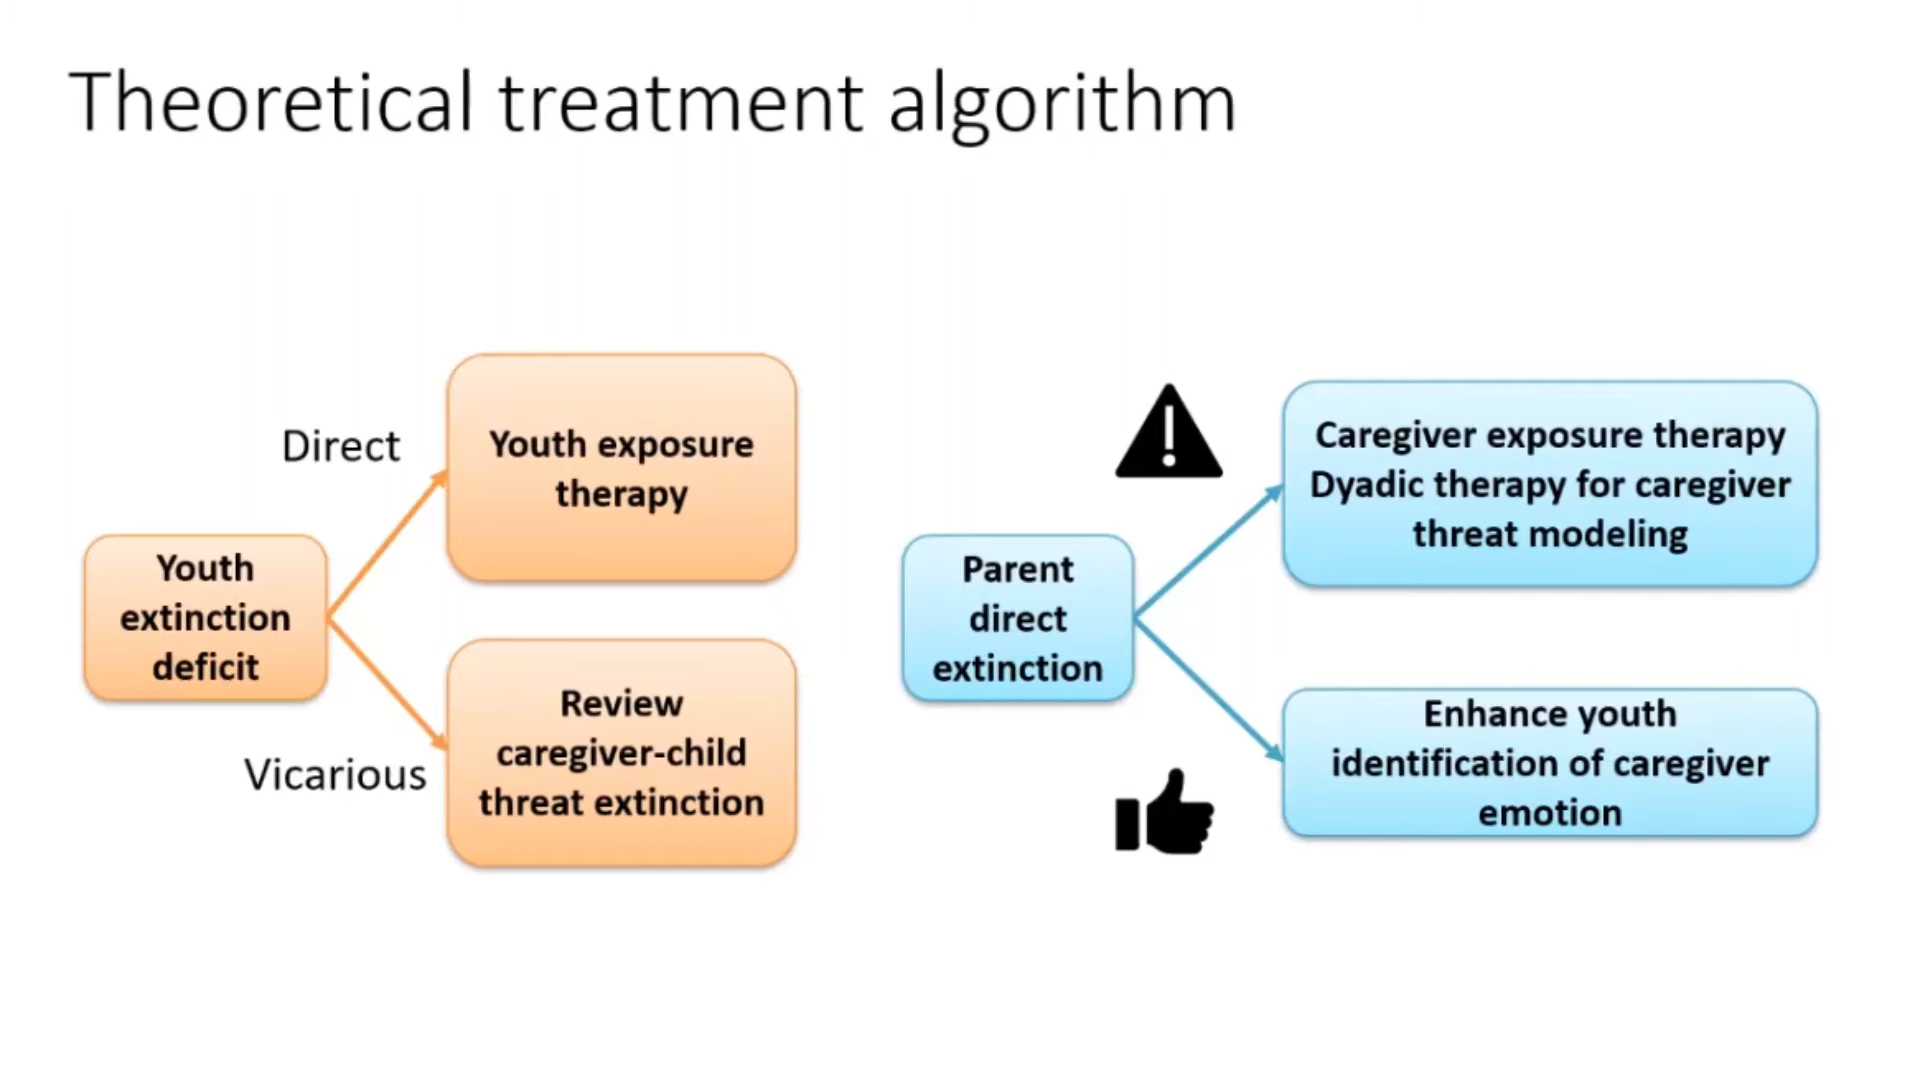 Theoretical treatment algorithm
Direct
Youth exposure
therapy
Youth
extinction
deficit
Vicarious
Review
caregiver-child
threat extinction
Parent
direct
extinction
Caregiver exposure therapy
Dyadic therapy for caregiver
threat modeling
Enhance youth
identification of caregiver
emotion